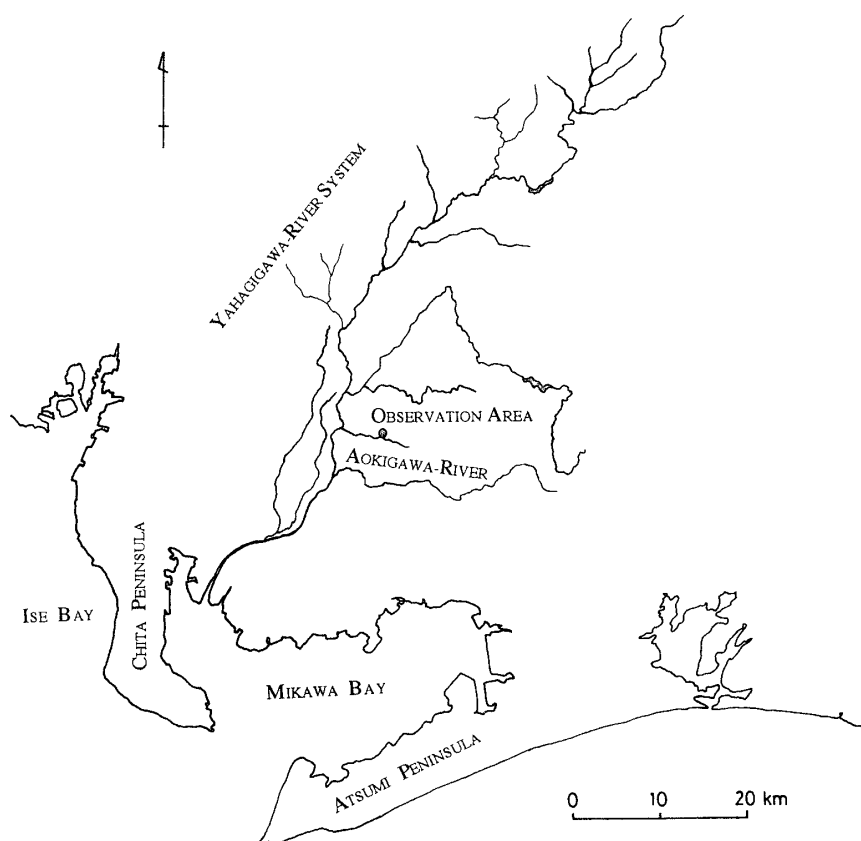 YAHAGIGAWA-RIVER SYSTEM
OBSERVATION AREA
AOKIGAWA-RIVER
CHITA PENINSULA
ISE BAY
MIKAWA BAY
ATSUMI PENINSULA
0 10 20 km